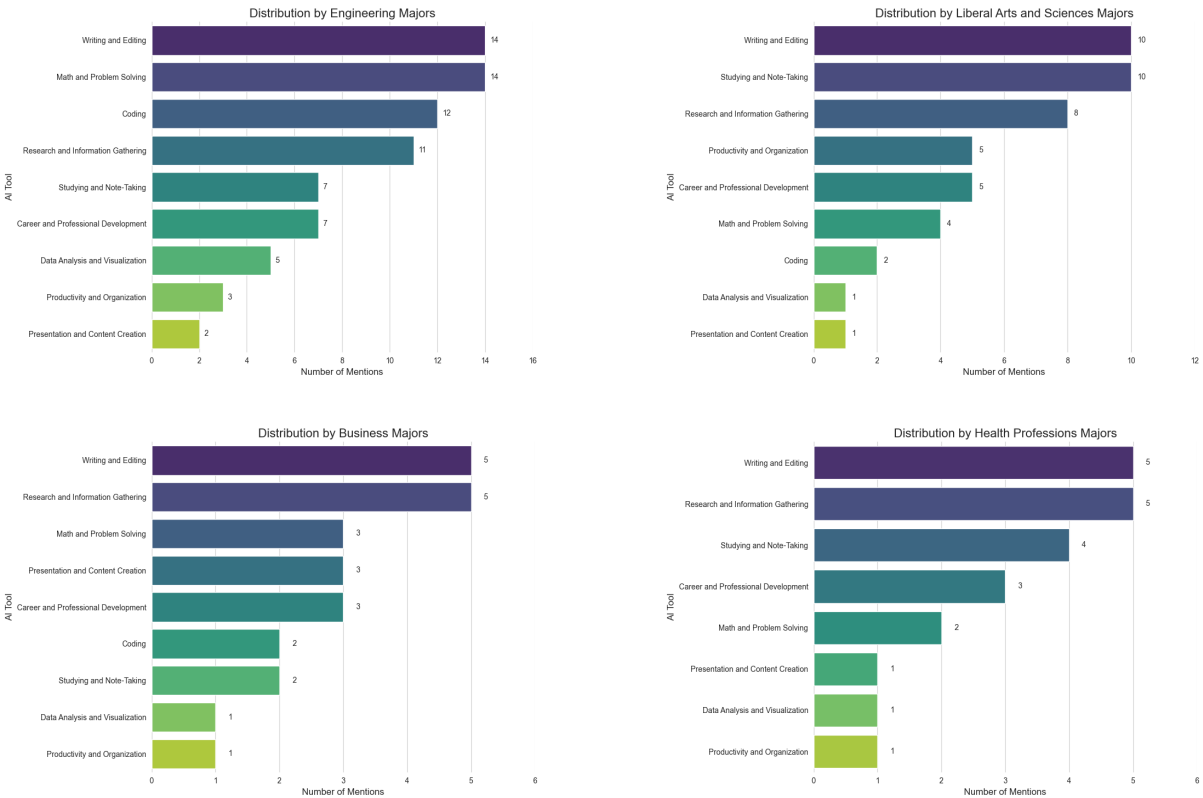 Distribution by Engineering Majors
AI Tool
Writing and Editing 14
Math and Problem Solving 14
Coding 12
Research and Information Gathering 11
Studying and Note-Taking 7
Career and Professional Development 7
Data Analysis and Visualization 5
Productivity and Organization 3
Presentation and Content Creation 2
0 2 4 6 8 10 12 14 16
Number of Mentions
Distribution by Liberal Arts and Sciences Majors
AI Tool
Writing and Editing 10
Studying and Note-Taking 10
Research and Information Gathering 8
Productivity and Organization 5
Career and Professional Development 5
Math and Problem Solving 4
Coding 2
Data Analysis and Visualization 1
Presentation and Content Creation 1
0 2 4 6 8 10 12
Number of Mentions
Distribution by Business Majors
AI Tool
Writing and Editing 5
Research and Information Gathering 5
Math and Problem Solving 3
Presentation and Content Creation 3
Career and Professional Development 3
Coding 2
Studying and Note-Taking 2
Data Analysis and Visualization 1
Productivity and Organization 1
0 1 2 3 4 5 6
Number of Mentions
Distribution by Health Professions Majors
AI Tool
Writing and Editing 5
Research and Information Gathering 5
Studying and Note-Taking 4
Career and Professional Development 3
Math and Problem Solving 2
Presentation and Content Creation 1
Data Analysis and Visualization 1
Productivity and Organization 1
0 1 2 3 4 5 6
Number of Mentions